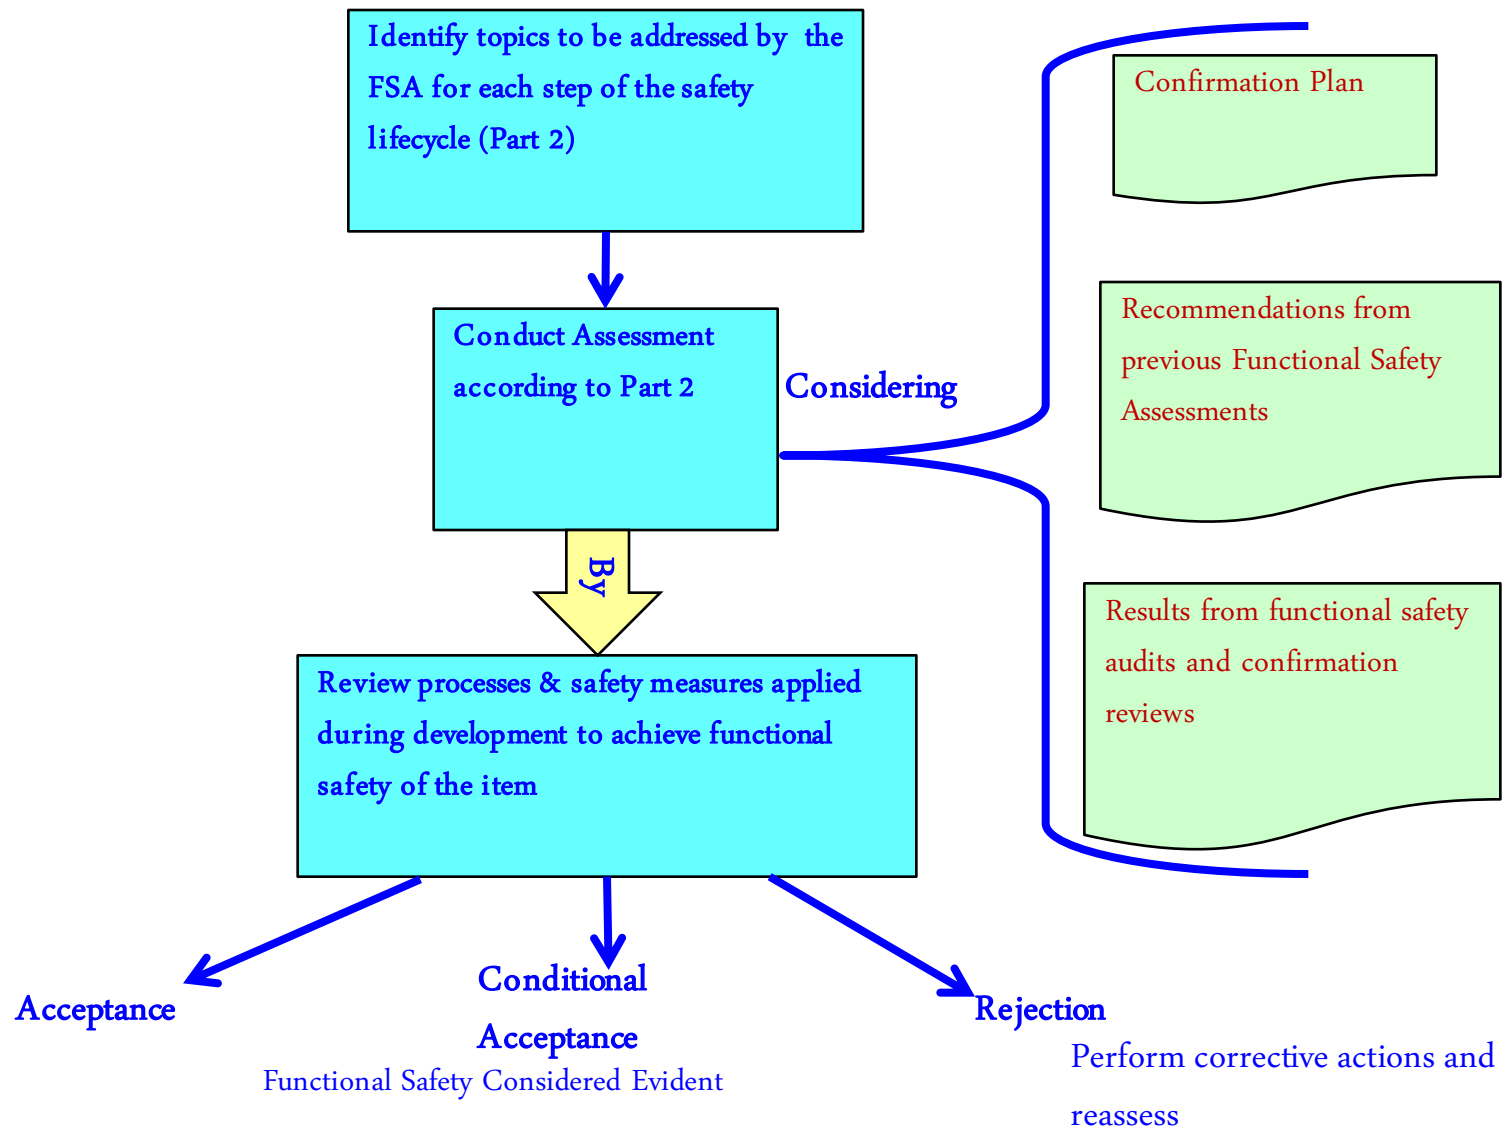 Identify topics to be addressed by the
FSA for each step of the safety
lifecycle (Part 2)
Conduct Assessment
according to Part 2
Considering
Confirmation Plan
Recommendations from
previous Functional Safety
Assessments
Results from functional safety
audits and confirmation
reviews
By
Review processes & safety measures applied
during development to achieve functional
safety of the item
Acceptance
Conditional
Acceptance
Functional Safety Considered Evident
Rejection
Perform corrective actions and
reassess